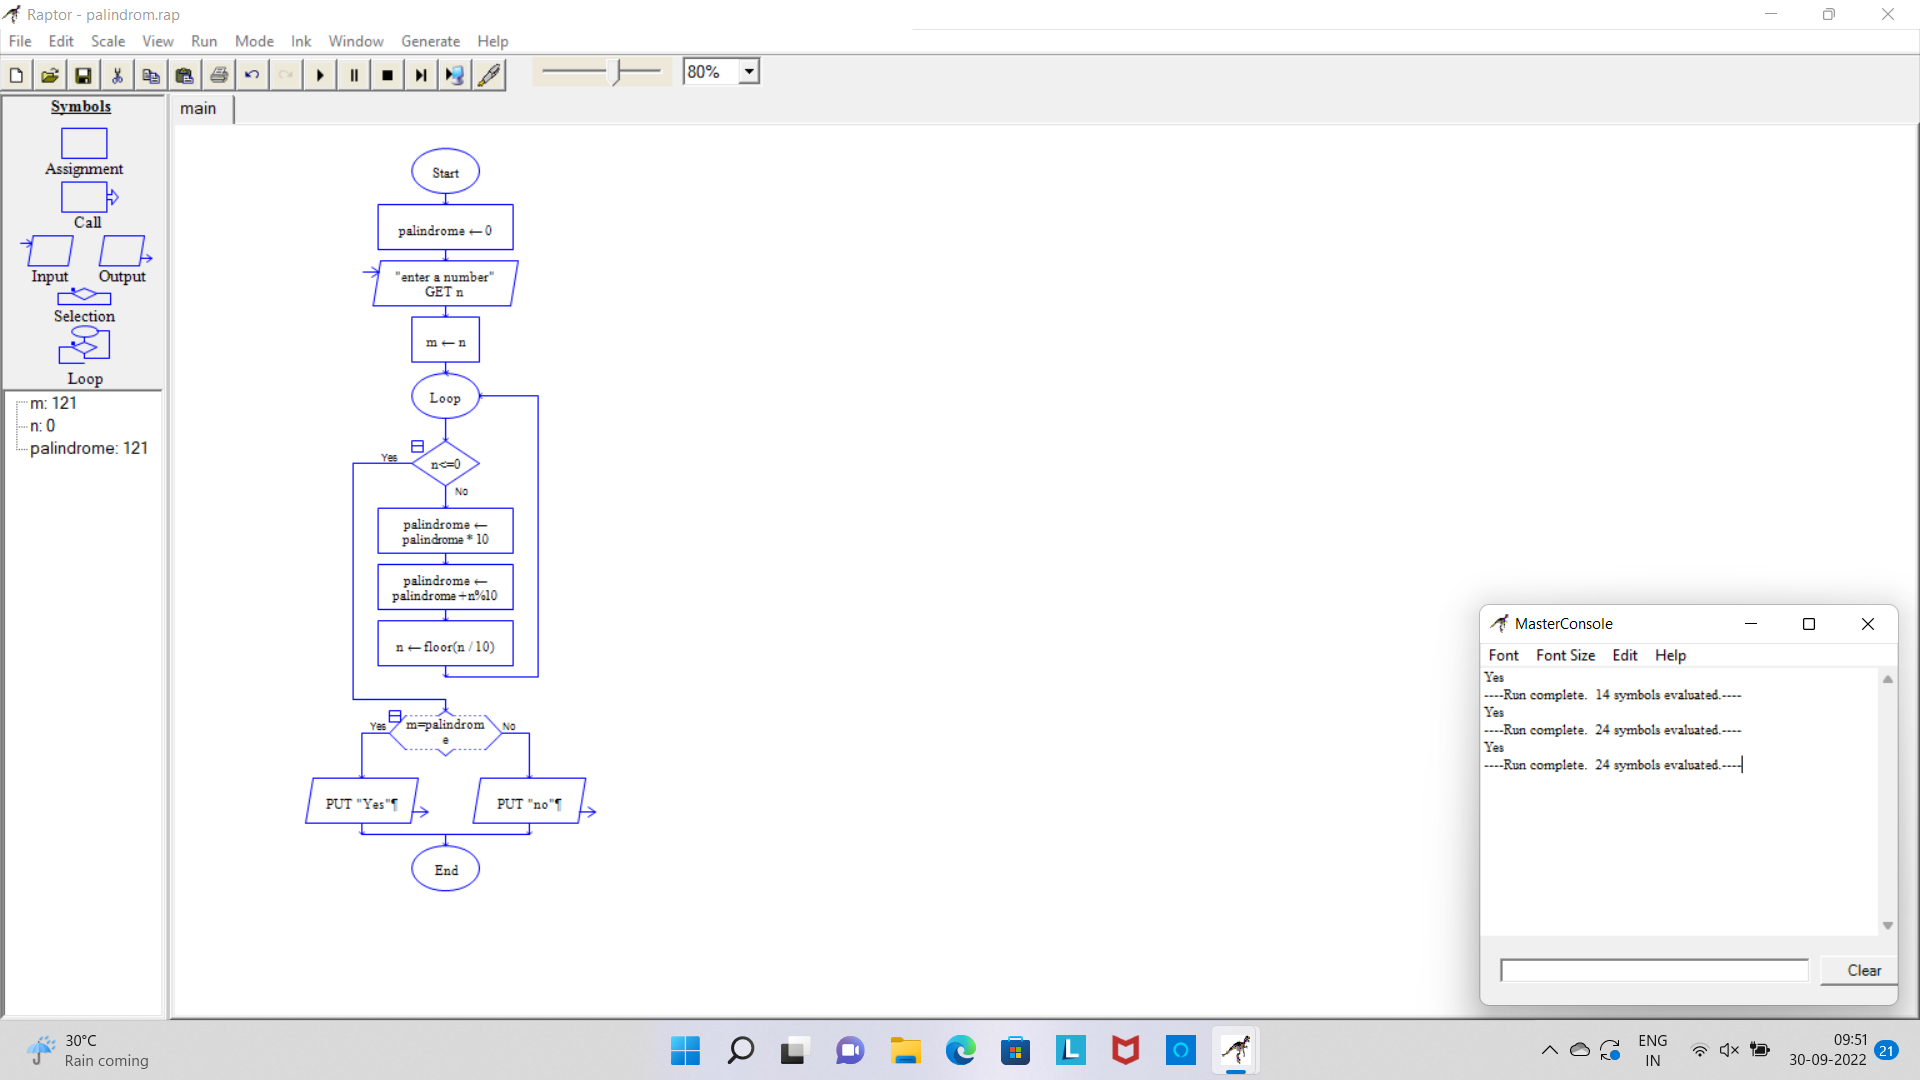 Raptor - palindrom.rap
File Edit Scale View Run Mode Ink Window Generate Help
80%
Symbols
Assignment
Call
Input Output
Selection
Loop
m: 121
n: 0
palindrome: 121
main
Start
palindrome ← 0
"enter a number"
GET n
m ← n
Loop
Yes
n<=0
No
palindrome ←
palindrome * 10
palindrome ←
palindrome+n%10
n ← floor(n / 10)
Yes
m=palindrom
e
No
PUT "Yes"¶
PUT "no"¶
End
MasterConsole
Font Font Size Edit Help
Yes
----Run complete.  14 symbols evaluated.----
Yes
----Run complete.  24 symbols evaluated.----
Yes
----Run complete.  24 symbols evaluated.----
Clear
30°C
Rain coming
L
ENG
IN
09:51
30-09-2022
21